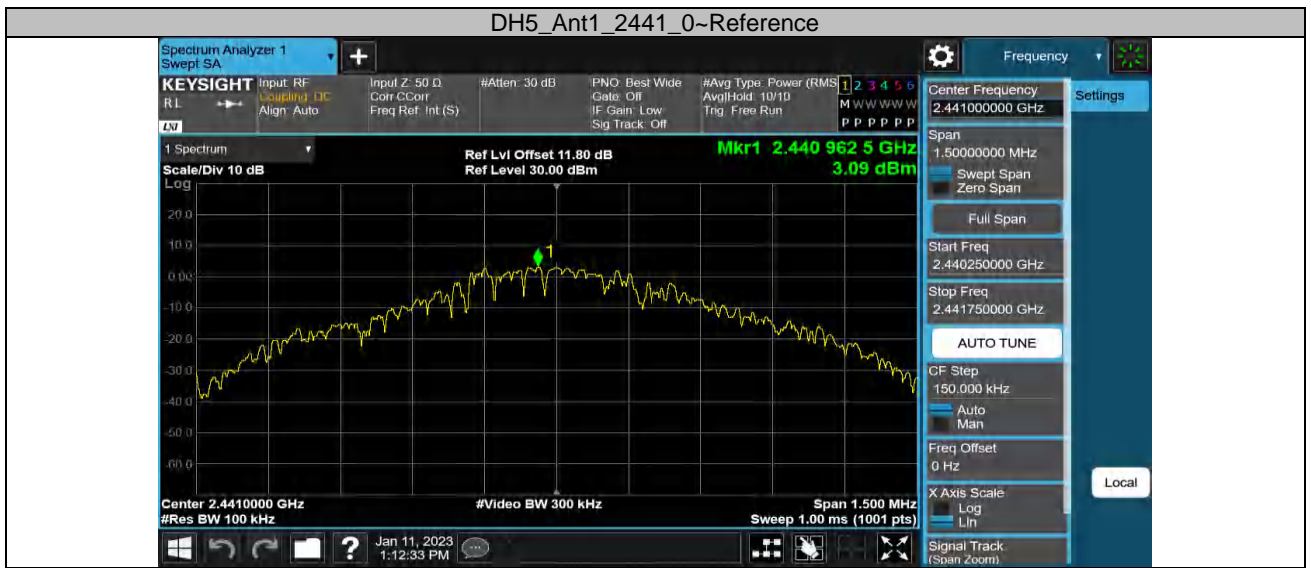 DH5_Ant1_2441_0~Reference
Spectrum Analyzer 1
Swept SA
+
Frequency
KEYSIGHT
RL
LXI
Input: RF
Coupling: DC
Align: Auto
Input Z: 50 Ω
Corr CCorr
Freq Ref: Int (S)
#Atten: 30 dB
PNO: Best Wide
Gate: Off
IF Gain: Low
Sig Track: Off
#Avg Type: Power (RMS
Avg|Hold: 10/10
Trig: Free Run
1 2 3 4 5 6
M W W W W W
P P P P P P
Center Frequency
2.441000000 GHz
Settings
1 Spectrum
Scale/Div 10 dB
Log
Ref Lvl Offset 11.80 dB
Ref Level 30.00 dBm
Mkr1 2.440 962 5 GHz
3.09 dBm
Span
1.50000000 MHz
Swept Span
Zero Span
Full Span
Start Freq
2.440250000 GHz
Stop Freq
2.441750000 GHz
AUTO TUNE
CF Step
150.000 kHz
Auto
Man
Freq Offset
0 Hz
X Axis Scale
Log
Lin
Signal Track
(Span Zoom)
Local
20.0
10.0
1
0.00
-10.0
-20.0
-30.0
-40.0
-50.0
-60.0
Center 2.4410000 GHz
#Res BW 100 kHz
#Video BW 300 kHz
Span 1.500 MHz
Sweep 1.00 ms (1001 pts)
?
Jan 11, 2023
1:12:33 PM